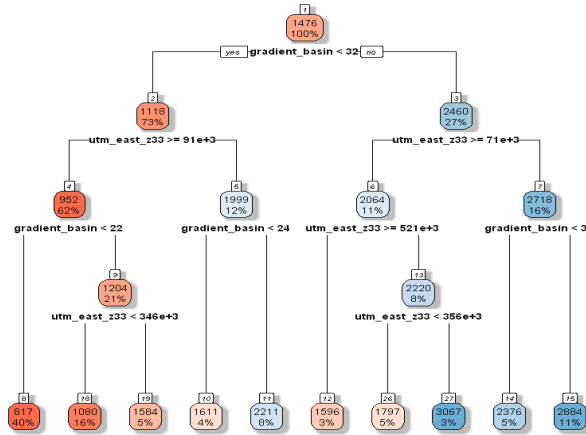 1
1476
100%
yes gradient_basin < 32 no
2 3
1118 2460
73% 27%
utm_east_z33 >= 91e+3 utm_east_z33 >= 71e+3
4 5 6 7
952 1999 2064 2718
62% 12% 11% 16%
gradient_basin < 22 gradient_basin < 24 utm_east_z33 >= 521e+3 gradient_basin < 3
9 13
1204 2220
21% 8%
utm_east_z33 < 346e+3 utm_east_z33 < 356e+3
8 18 19 10 11 12 26 27 14 15
817 1080 1584 1611 2211 1596 1797 3067 2376 2884
40% 16% 5% 4% 8% 3% 5% 3% 5% 11%